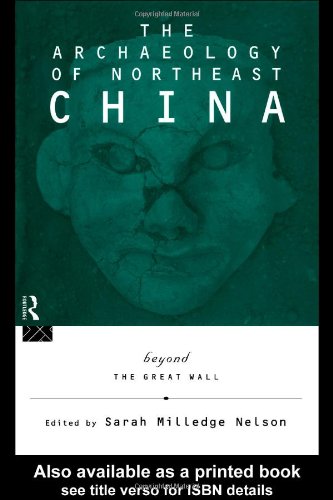 THE
ARCHAEOLOGY
OF NORTHEAST
CHINA
ROUTLEDGE
beyond
THE GREAT WALL
Edited by Sarah Milledge Nelson
Also available as a printed book
see title verso for ISBN details